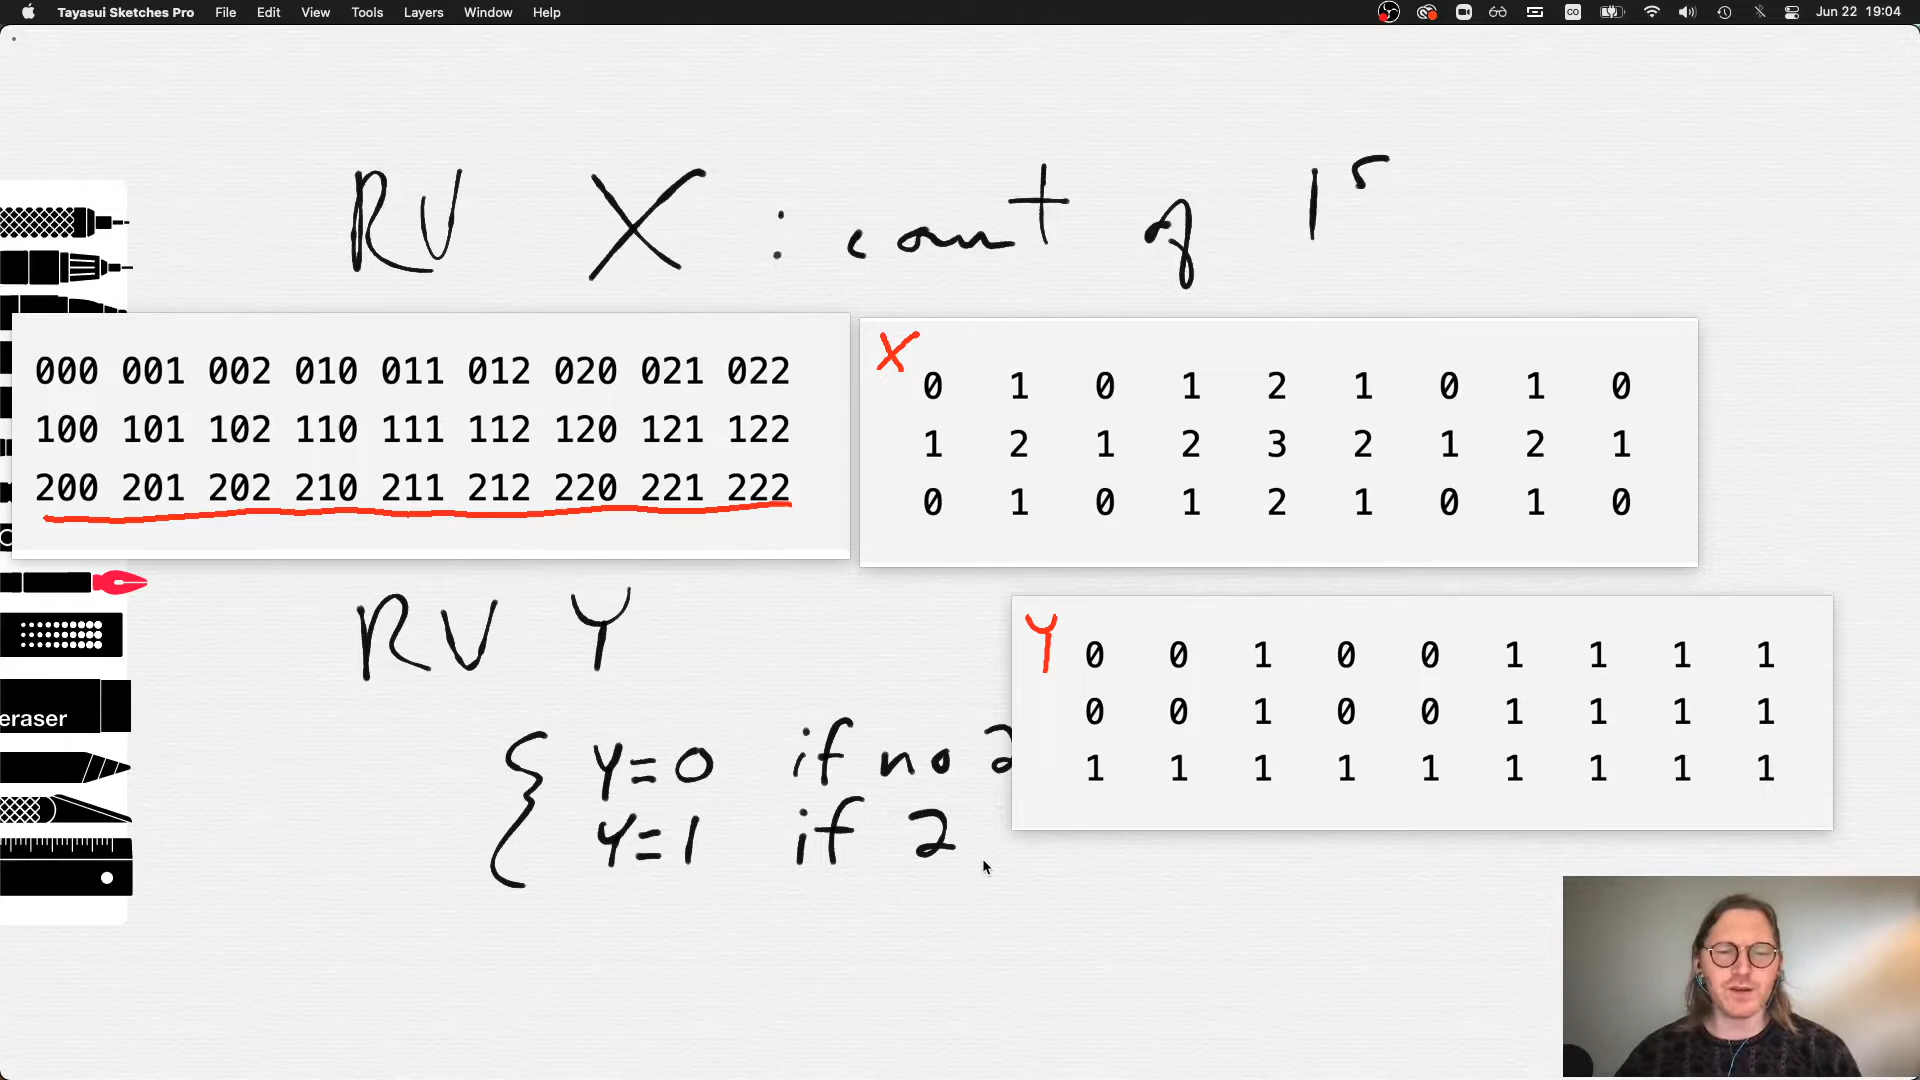 Tayasui Sketches Pro File Edit View Tools Layers Window Help Jun 22 19:04
RV X : count of 1s
000 001 002 010 011 012 020 021 022
100 101 102 110 111 112 120 121 122
200 201 202 210 211 212 220 221 222
X
0 1 0 1 2 1 0 1 0
1 2 1 2 3 2 1 2 1
0 1 0 1 2 1 0 1 0
RV Y
Y=0 if no 2
Y=1 if 2
Y
0 0 1 0 0 1 1 1 1
0 0 1 0 0 1 1 1 1
1 1 1 1 1 1 1 1 1
eraser